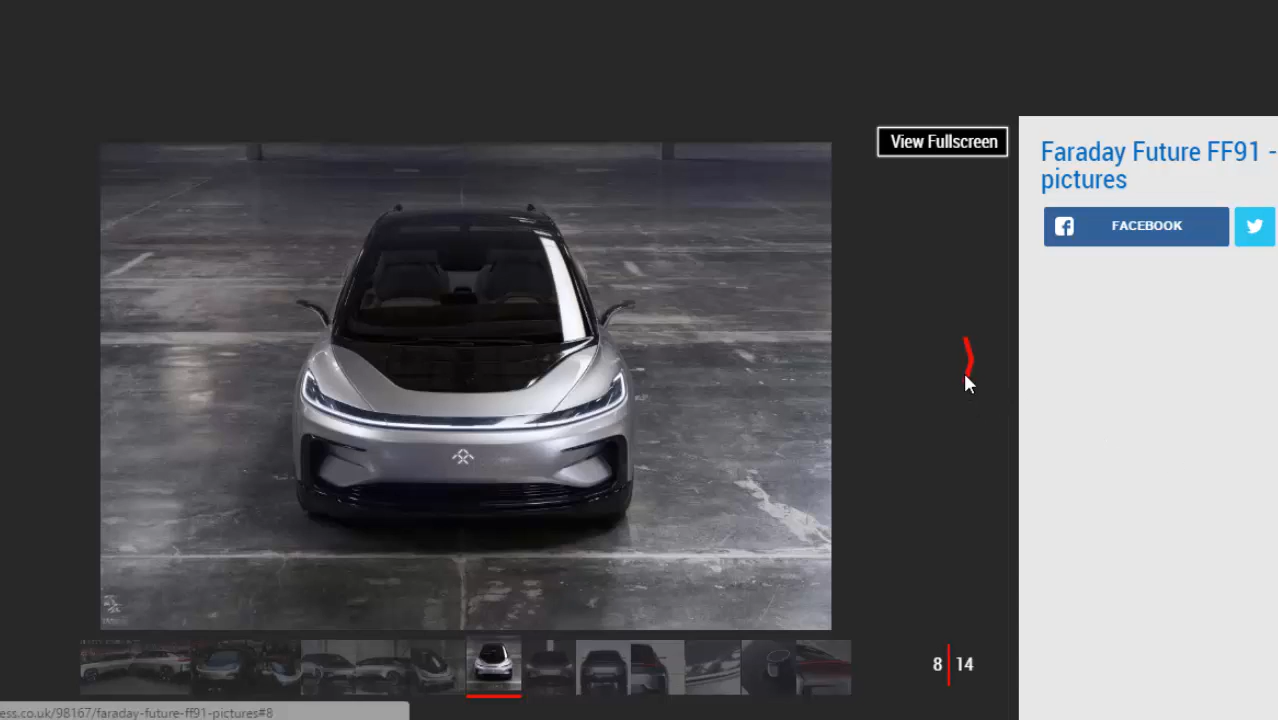 View Fullscreen
Faraday Future FF91 -
pictures
FACEBOOK
8 14
ess.co.uk/98167/faraday-future-ff91-pictures#8